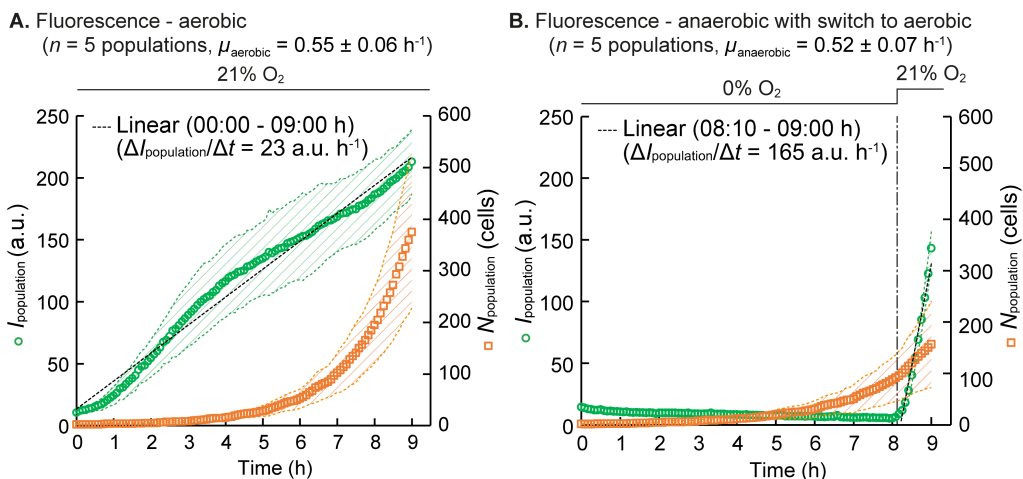 A. Fluorescence - aerobic
(n = 5 populations, μaerobic = 0.55 ± 0.06 h-1)
21% O2
Linear (00:00 - 09:00 h)
(ΔIpopulation/Δt = 23 a.u. h-1)
250
200
150
100
50
0
Ipopulation (a.u.)
600
500
400
300
200
100
0
Npopulation (cells)
0 1 2 3 4 5 6 7 8 9
Time (h)
B. Fluorescence - anaerobic with switch to aerobic
(n = 5 populations, μanaerobic = 0.52 ± 0.07 h-1)
0% O2
21% O2
Linear (08:10 - 09:00 h)
(ΔIpopulation/Δt = 165 a.u. h-1)
250
200
150
100
50
0
Ipopulation (a.u.)
600
500
400
300
200
100
0
Npopulation (cells)
0 1 2 3 4 5 6 7 8 9
Time (h)